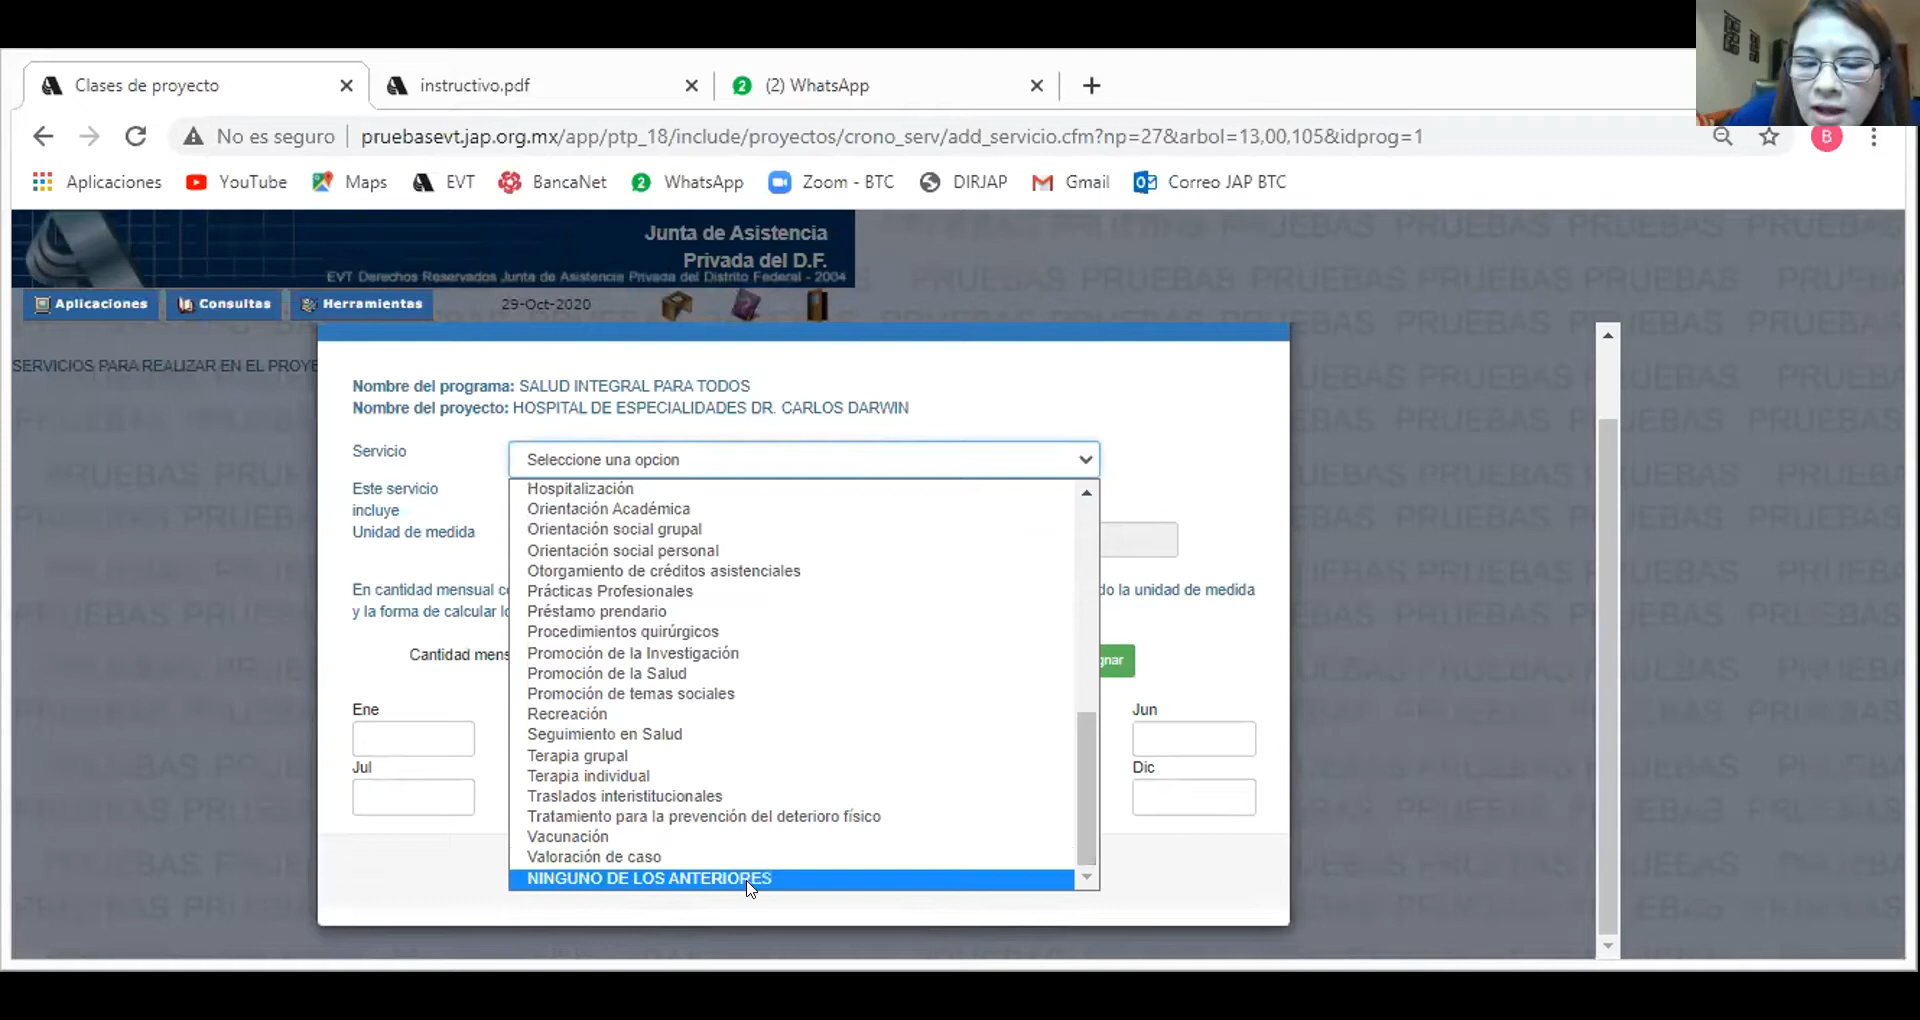 Clases de proyecto
instructivo.pdf
2
(2) WhatsApp
No es seguro
pruebasevt.jap.org.mx/app/ptp_18/include/proyectos/crono_serv/add_servicio.cfm?np=27&arbol=13,00,105&idprog=1
B
Aplicaciones
YouTube
Maps
EVT
BancaNet
2
WhatsApp
Zoom - BTC
DIRJAP
Gmail
Correo JAP BTC
Junta de Asistencia
Privada del D.F.
EVT Derechos Reservados Junta de Asistencia Privada del Distrito Federal - 2004
Aplicaciones
Consultas
Herramientas
29-Oct-2020
SERVICIOS PARA REALIZAR EN EL PROYE
Nombre del programa: SALUD INTEGRAL PARA TODOS
Nombre del proyecto: HOSPITAL DE ESPECIALIDADES DR. CARLOS DARWIN
Servicio
Seleccione una opcion
Este servicio
incluye
Unidad de medida
Hospitalización
Orientación Académica
Orientación social grupal
Orientación social personal
Otorgamiento de créditos asistenciales
Prácticas Profesionales
Préstamo prendario
Procedimientos quirúrgicos
Promoción de la Investigación
Promoción de la Salud
Promoción de temas sociales
Recreación
Seguimiento en Salud
Terapia grupal
Terapia individual
Traslados interistitucionales
Tratamiento para la prevención del deterioro físico
Vacunación
Valoración de caso
NINGUNO DE LOS ANTERIORES
En cantidad mensual
do la unidad de medida
y la forma de calcular
Cantidad mens
gnar
Ene
Jun
Jul
Dic
PRUEBAS PRUEBAS PRUEBAS